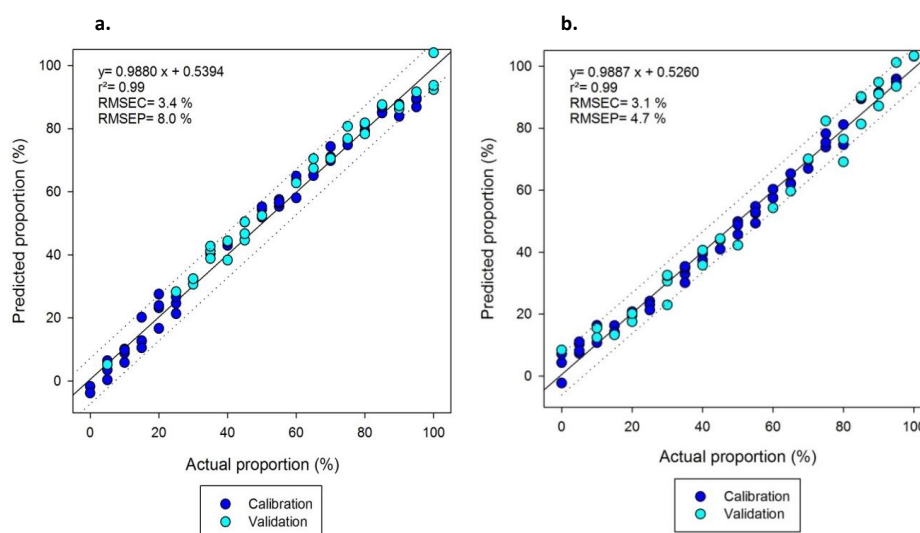 a.
y= 0.9880 x + 0.5394
r²= 0.99
RMSEC= 3.4 %
RMSEP= 8.0 %
Predicted proportion (%)
100
80
60
40
20
0
0 20 40 60 80 100
Actual proportion (%)
Calibration
Validation
b.
y= 0.9887 x + 0.5260
r²= 0.99
RMSEC= 3.1 %
RMSEP= 4.7 %
Predicted proportion (%)
100
80
60
40
20
0
0 20 40 60 80 100
Actual proportion (%)
Calibration
Validation